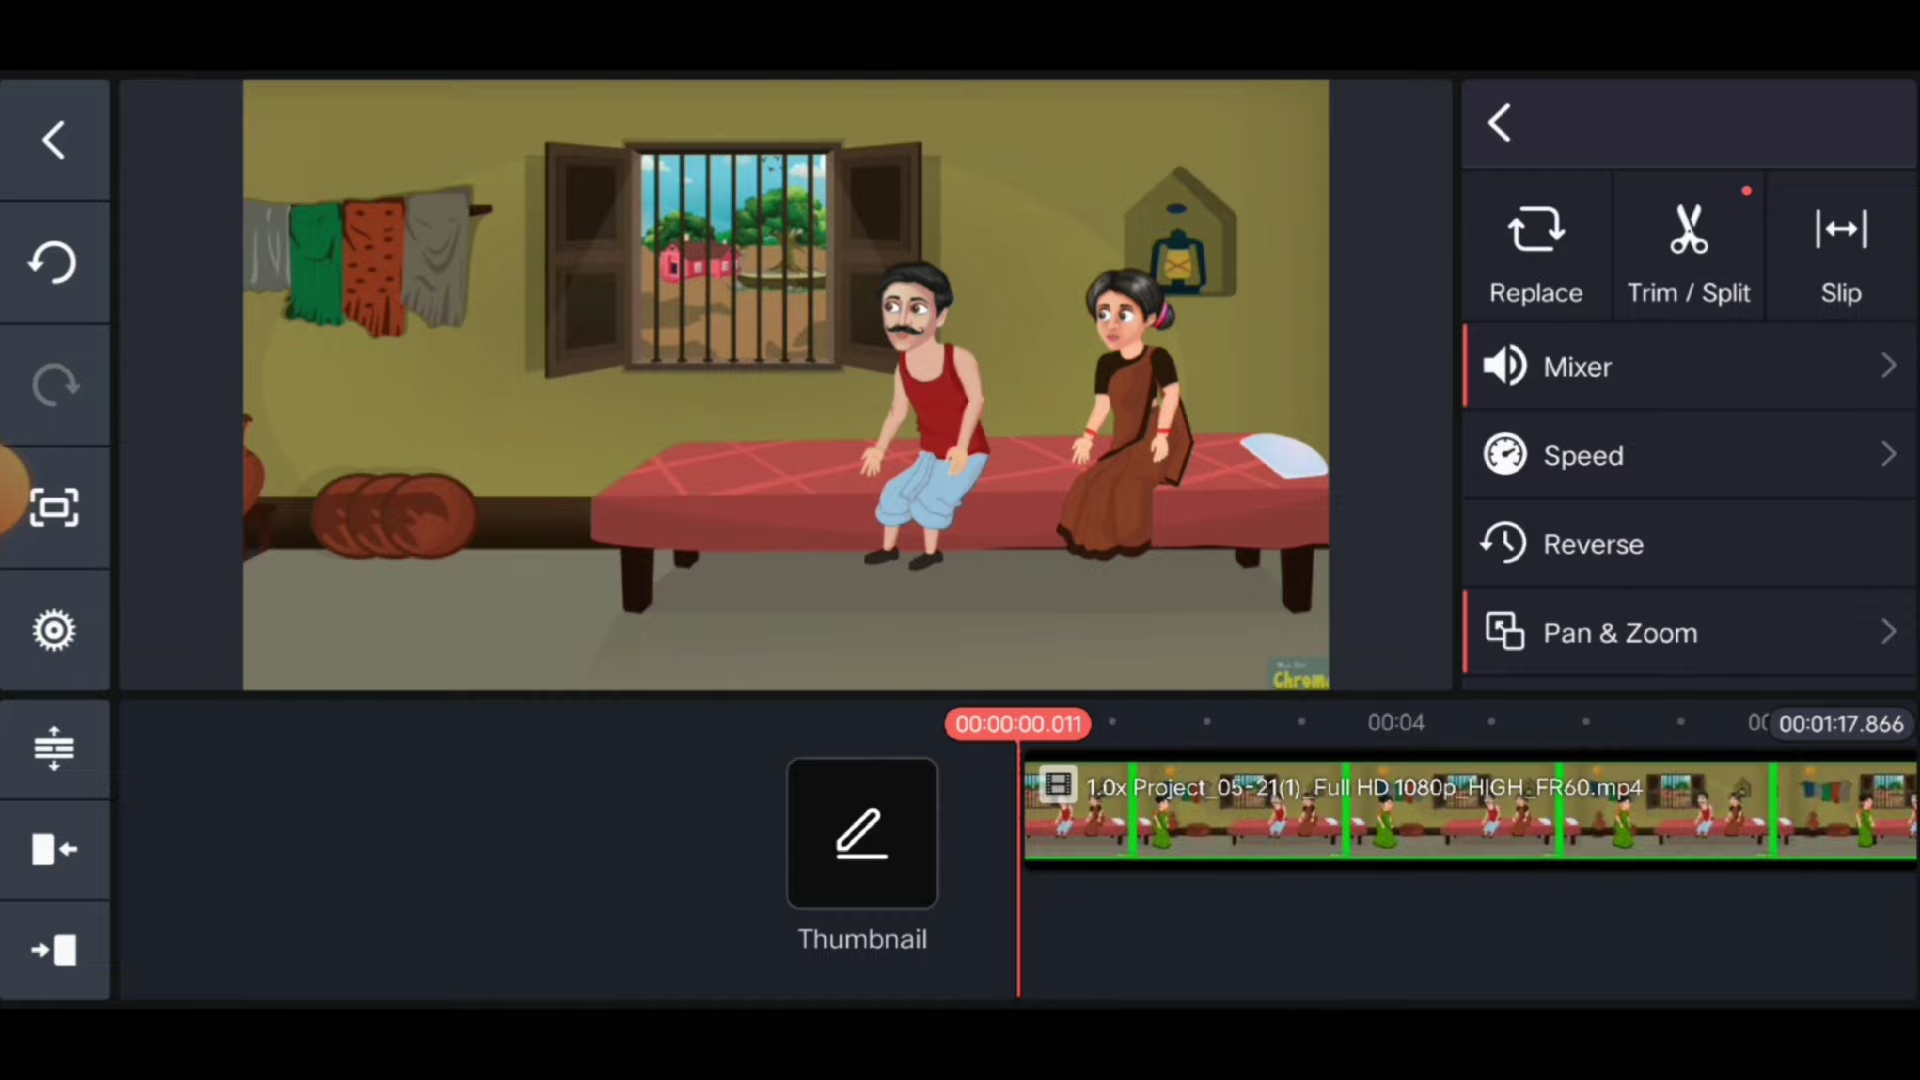 Replace
Trim / Split
Slip
Mixer
Speed
Reverse
Pan & Zoom
Chrom
00:00:00.011
00:04
00:01:17.866
1.0x Project_05-21(1)_Full HD 1080p_HIGH_FR60.mp4
Thumbnail